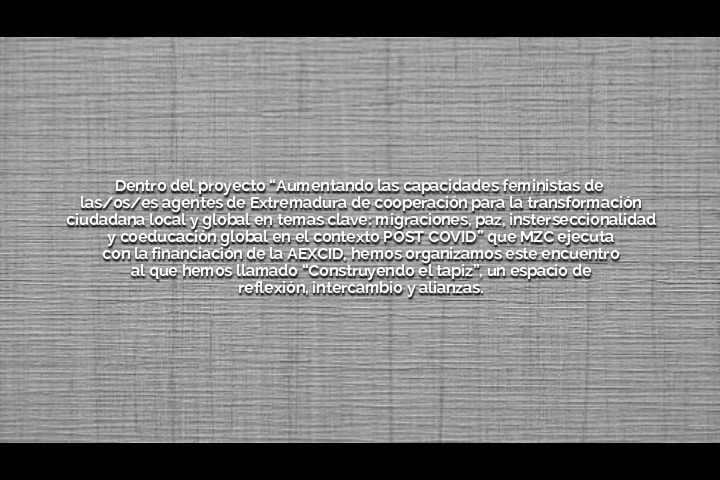 Dentro del proyecto “Aumentando las capacidades feministas de
las/os/es agentes de Extremadura de cooperación para la transformación
ciudadana local y global en temas clave: migraciones, paz, insterseccionalidad
y coeducación global en el contexto POST COVID” que MZC ejecuta
con la financiación de la AEXCID, hemos organizamos este encuentro
al que hemos llamado “Construyendo el tapiz”, un espacio de
reflexión, intercambio y alianzas.